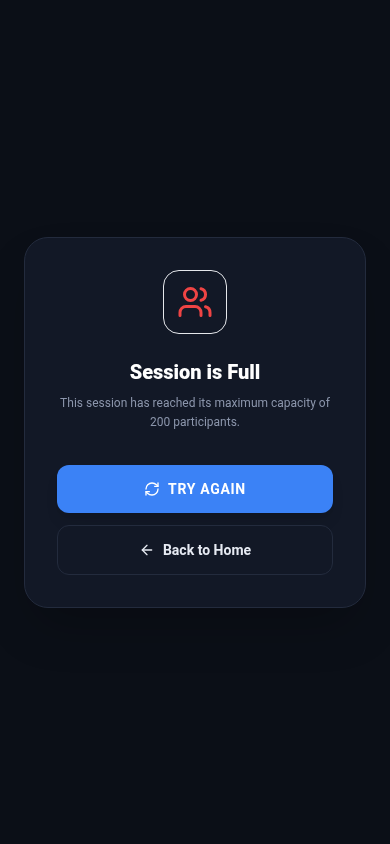 Session is Full
This session has reached its maximum capacity of
200 participants.
TRY AGAIN
Back to Home